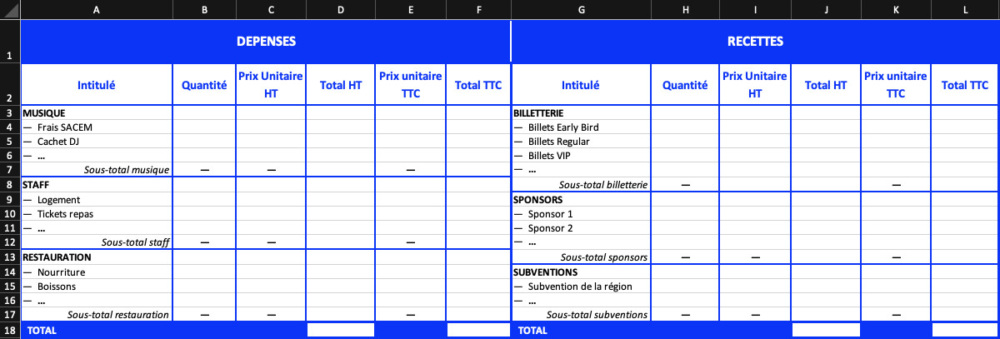 A B C D E F G H I J K L
1 DEPENSES RECETTES
2 Intitulé Quantité Prix Unitaire HT Total HT Prix unitaire TTC Total TTC Intitulé Quantité Prix Unitaire HT Total HT Prix unitaire TTC Total TTC
3 MUSIQUE BILLETTERIE
4 — Frais SACEM — Billets Early Bird
5 — Cachet DJ — Billets Regular
6 — ... — Billets VIP
7 Sous-total musique — — — — ...
8 STAFF Sous-total billetterie — —
9 — Logement SPONSORS
10 — Tickets repas — Sponsor 1
11 — ... — Sponsor 2
12 Sous-total staff — — — — ...
13 RESTAURATION Sous-total sponsors — — —
14 — Nourriture SUBVENTIONS
15 — Boissons — Subvention de la région
16 — ... — ...
17 Sous-total restauration — — — Sous-total subventions — — —
18 TOTAL TOTAL